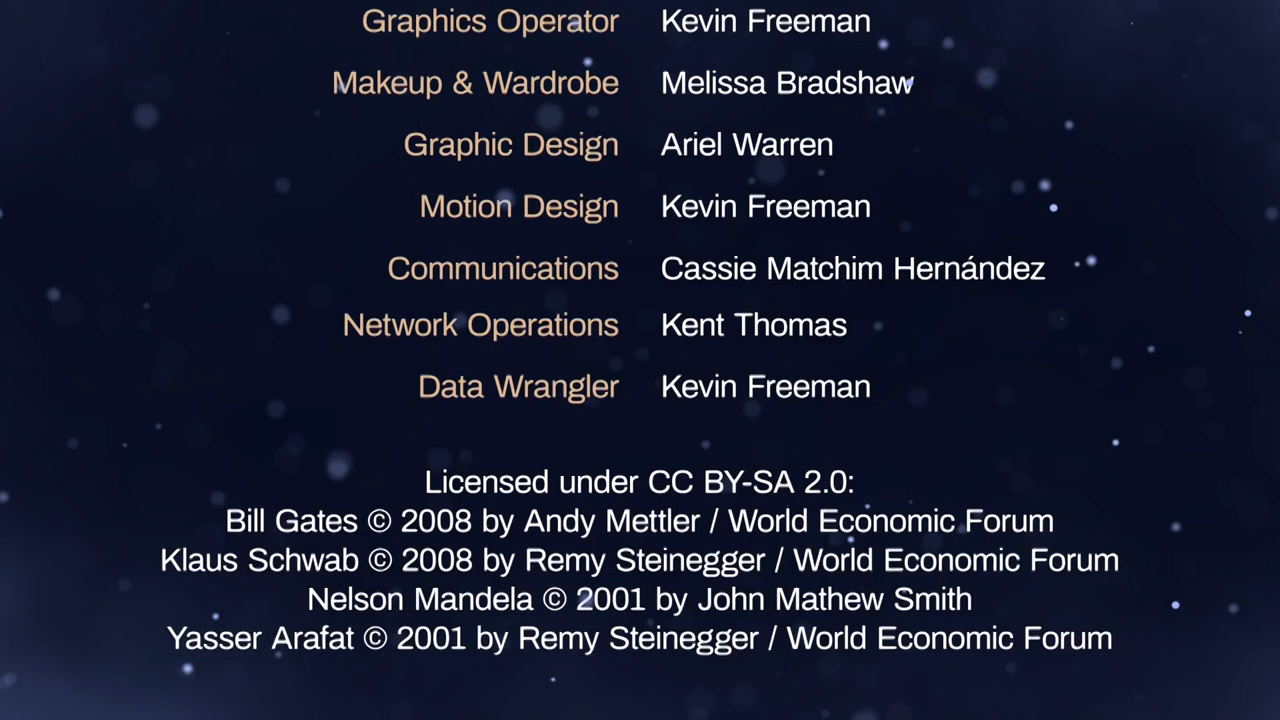 Graphics Operator Kevin Freeman
Makeup & Wardrobe Melissa Bradshaw
Graphic Design Ariel Warren
Motion Design Kevin Freeman
Communications Cassie Matchim Hernández
Network Operations Kent Thomas
Data Wrangler Kevin Freeman
Licensed under CC BY-SA 2.0:
Bill Gates © 2008 by Andy Mettler / World Economic Forum
Klaus Schwab © 2008 by Remy Steinegger / World Economic Forum
Nelson Mandela © 2001 by John Mathew Smith
Yasser Arafat © 2001 by Remy Steinegger / World Economic Forum